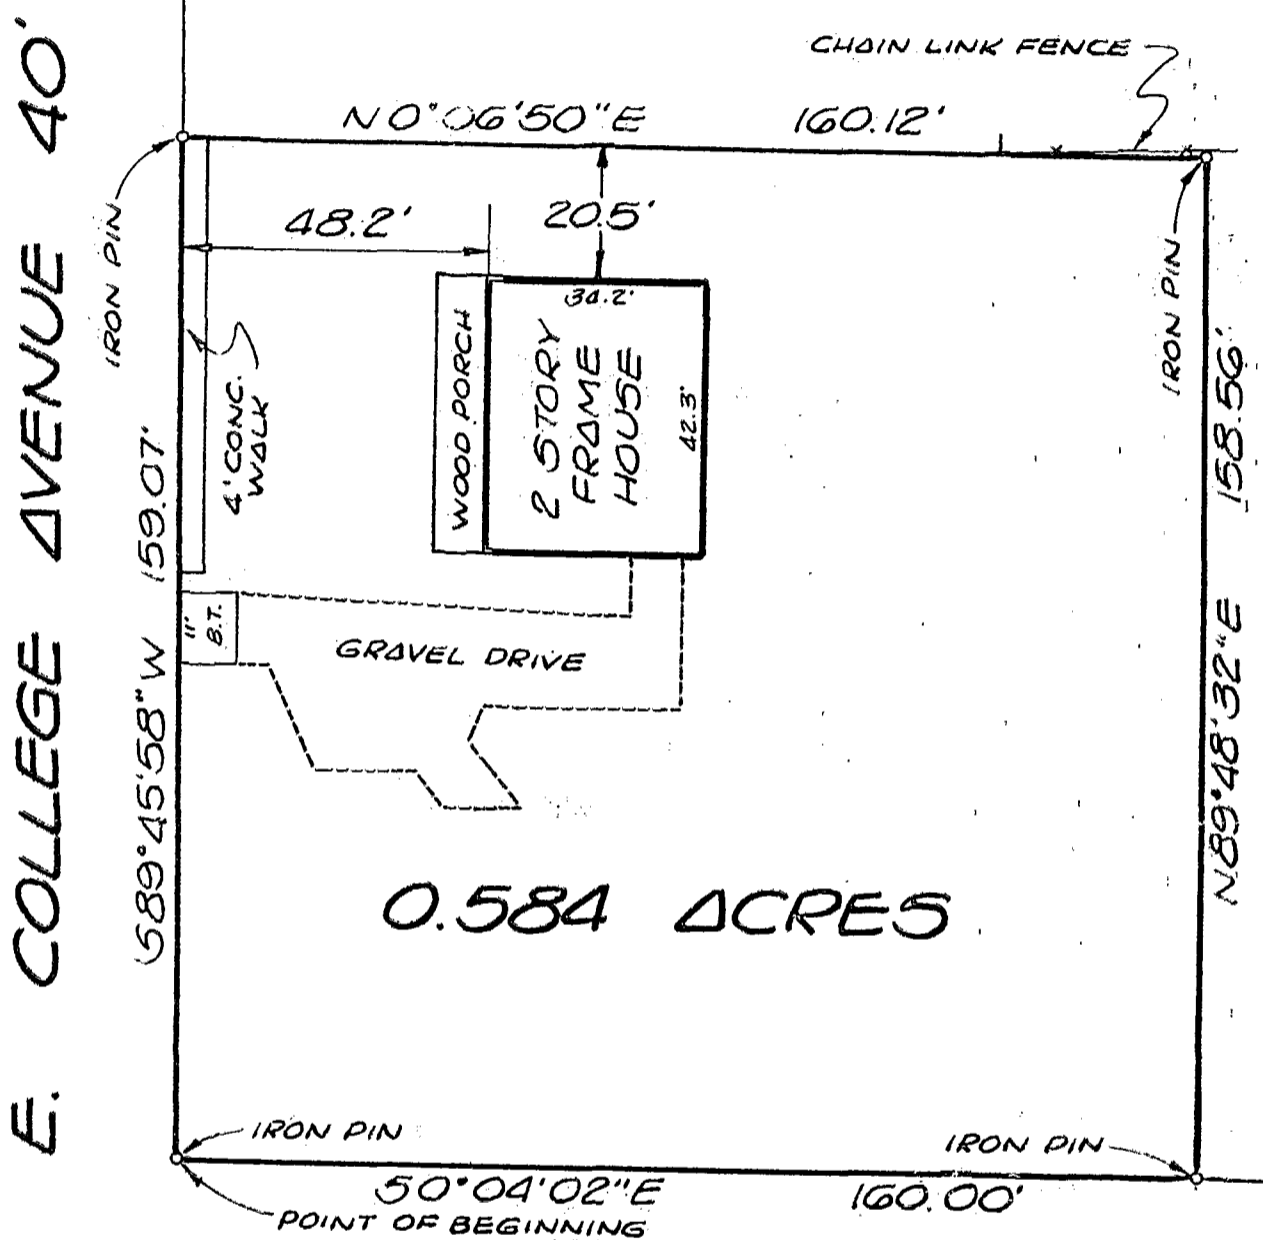 E. COLLEGE AVENUE 40'
CHAIN LINK FENCE
N0°06'50"E 160.12'
IRON PIN
48.2'
20.5'
34.2'
IRON PIN
4' CONC.
WALK
WOOD PORCH
2 STORY
FRAME
HOUSE
42.3'
S89°45'58"W 159.07'
N89°48'32"E 158.56'
11'
B.T.
GRAVEL DRIVE
0.584 ACRES
IRON PIN
IRON PIN
S0°04'02"E 160.00'
POINT OF BEGINNING